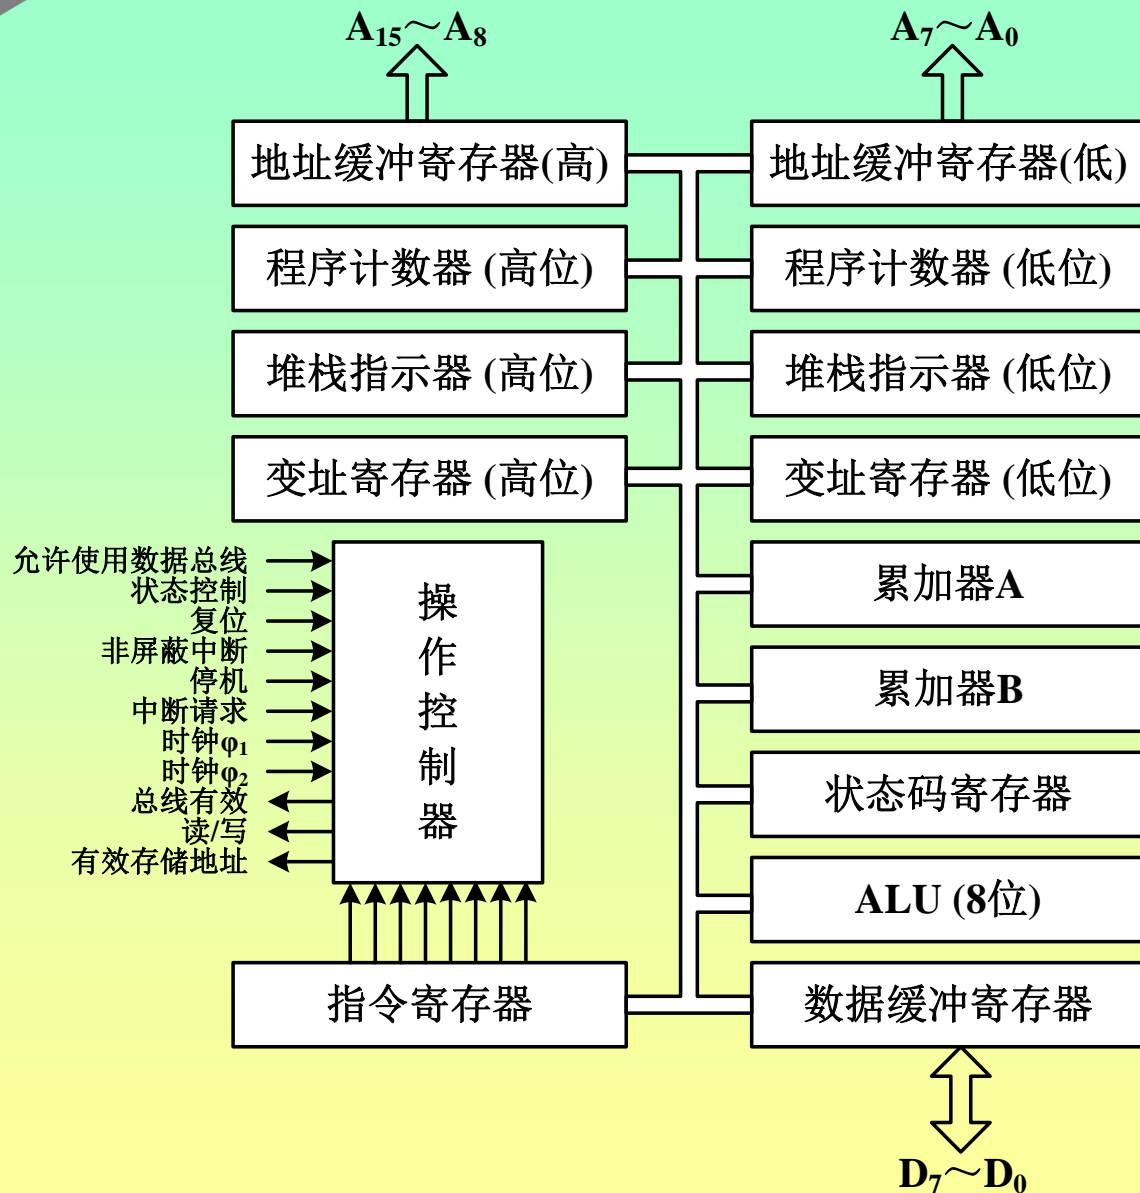 A₁₅～A₈
A₇～A₀
地址缓冲寄存器(高)
地址缓冲寄存器(低)
程序计数器 (高位)
程序计数器 (低位)
堆栈指示器 (高位)
堆栈指示器 (低位)
变址寄存器 (高位)
变址寄存器 (低位)
允许使用数据总线
状态控制
复位
非屏蔽中断
停机
中断请求
时钟φ₁
时钟φ₂
总线有效
读/写
有效存储地址
操
作
控
制
器
累加器A
累加器B
状态码寄存器
ALU (8位)
指令寄存器
数据缓冲寄存器
D₇～D₀